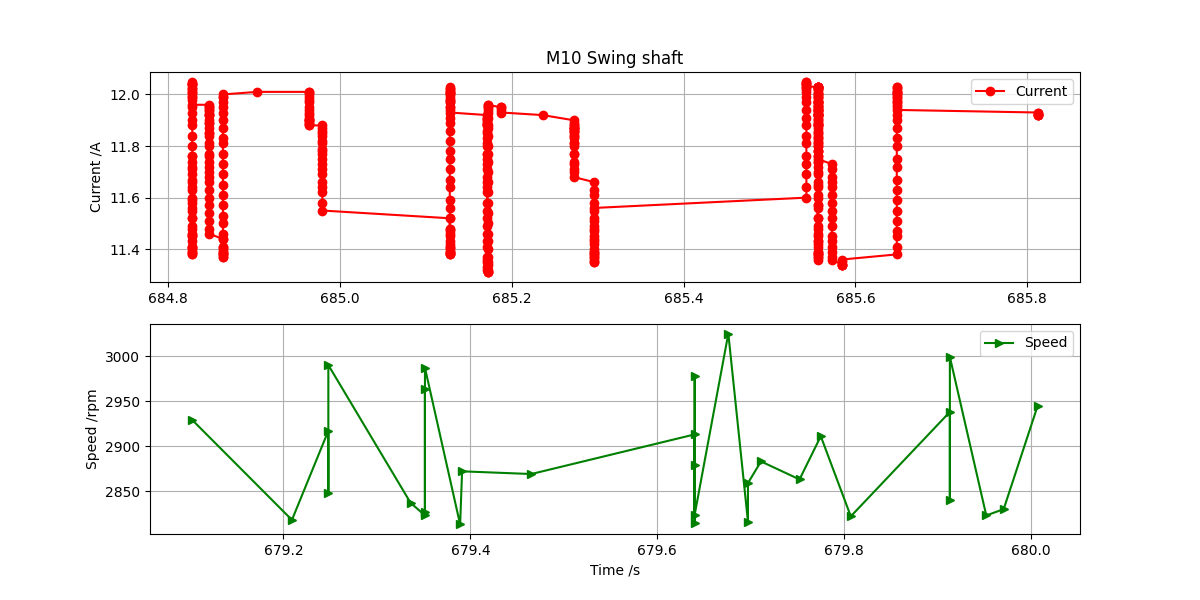 M10 Swing shaft
12.0
11.8
11.6
11.4
Current /A
Current
684.8 685.0 685.2 685.4 685.6 685.8
3000
2950
2900
2850
Speed /rpm
Speed
679.2 679.4 679.6 679.8 680.0
Time /s